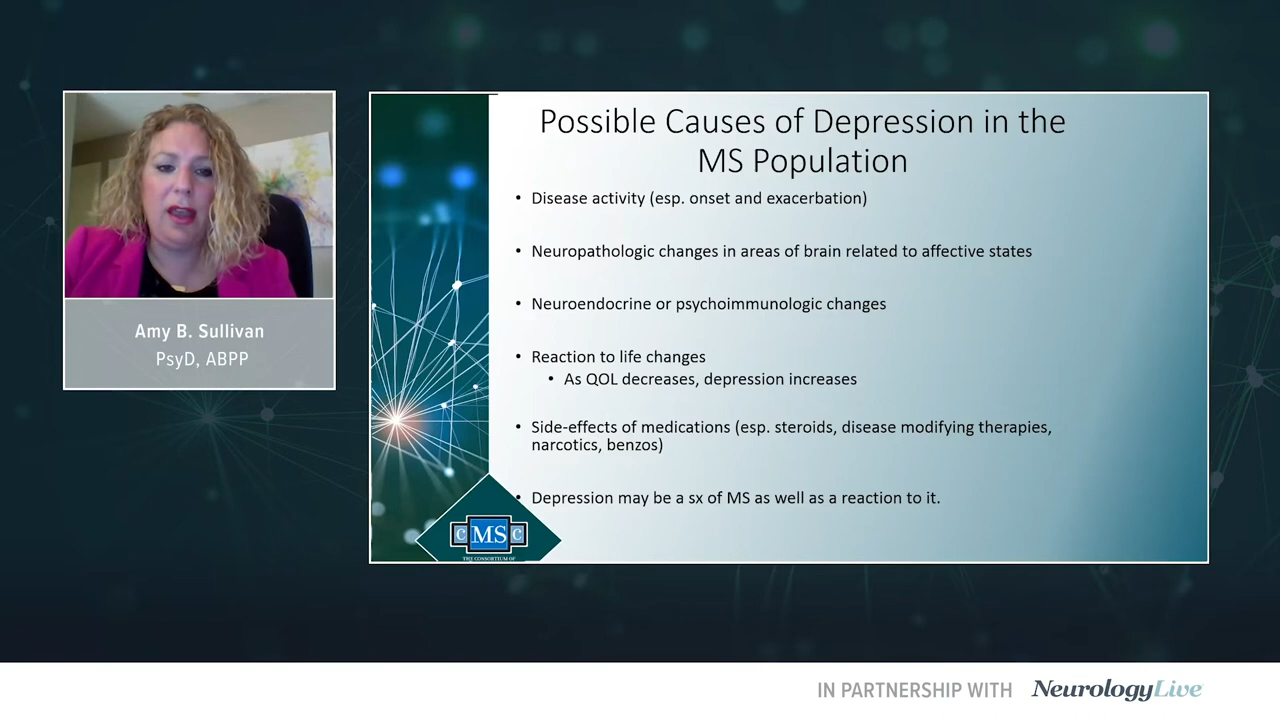 Amy B. Sullivan
PsyD, ABPP
Possible Causes of Depression in the
MS Population
• Disease activity (esp. onset and exacerbation)
• Neuropathologic changes in areas of brain related to affective states
• Neuroendocrine or psychoimmunologic changes
• Reaction to life changes
• As QOL decreases, depression increases
• Side-effects of medications (esp. steroids, disease modifying therapies,
narcotics, benzos)
• Depression may be a sx of MS as well as a reaction to it.
CMSC
THE CONSORTIUM OF
IN PARTNERSHIP WITH NeurologyLive